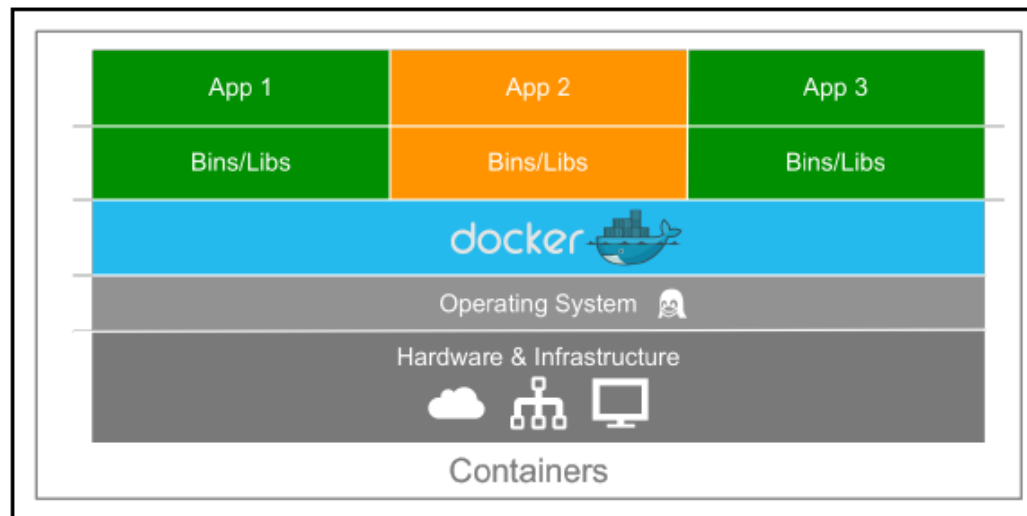 App 1 App 2 App 3
Bins/Libs Bins/Libs Bins/Libs
docker
Operating System
Hardware & Infrastructure
Containers